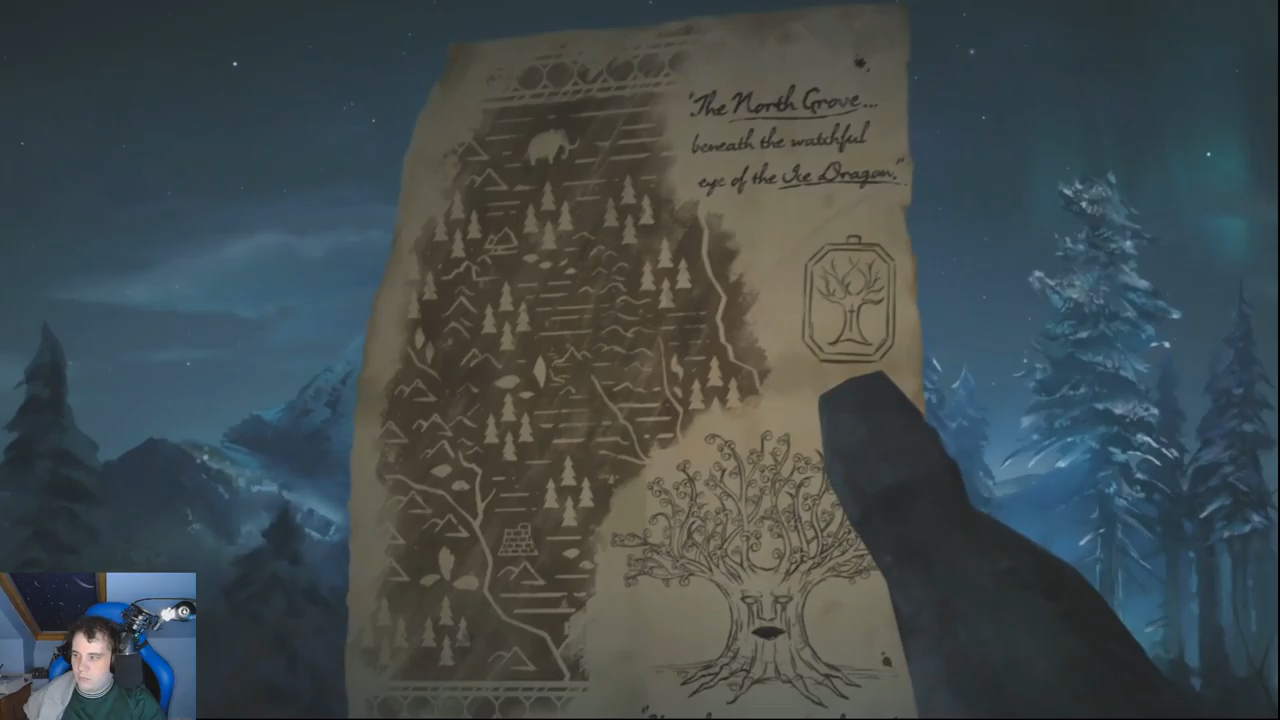 "The North Grove...
beneath the watchful
eye of the Ice Dragon."